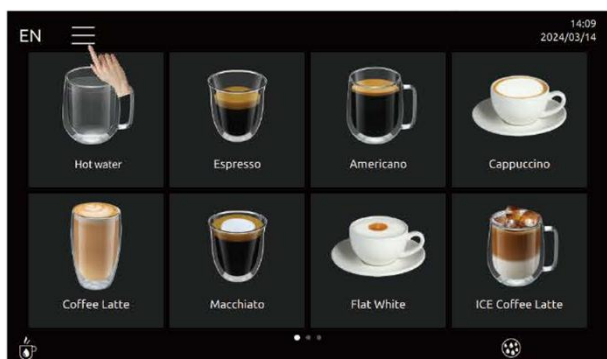 14:09
EN
2024/03/14
Hot water
Espresso
Americano
Cappuccino
Coffee Latte
Macchiato
Flat White
ICE Coffee Latte